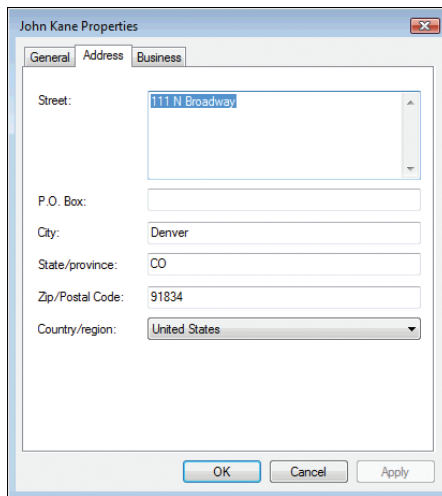 John Kane Properties
General Address Business
Street: 111 N Broadway
P.O. Box:
City: Denver
State/province: CO
Zip/Postal Code: 91834
Country/region: United States
OK Cancel Apply